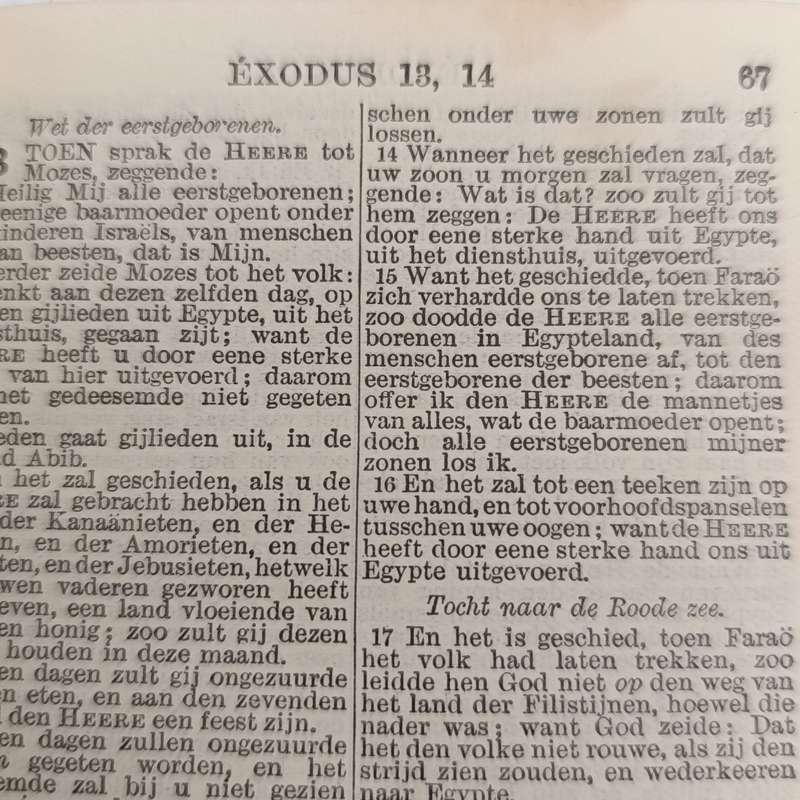 ÉXODUS 13, 14
67
Wet der eerstgeborenen.
TOEN sprak de HEERE tot
Mozes, zeggende:
Heilig Mij alle eerstgeborenen;
eenige baarmoeder opent onder
kinderen Israëls, van menschen
van beesten, dat is Mijn.
zeide Mozes tot het volk:
aan dezen zelfden dag, op
gijlieden uit Egypte, uit het
gegaan zijt; want de
heeft u door eene sterke
van hier uitgevoerd; daarom
het gedeesemde niet gegeten
gaat gijlieden uit, in de
Abib.
het zal geschieden, als u de
zal gebracht hebben in het
der Kanaänieten, en der He-
en der Amorieten, en der
en der Jebusieten, hetwelk
vaderen gezworen heeft
een land vloeiende van
en honig; zoo zult gij dezen
houden in deze maand.
dagen zult gij ongezuurde
eten, en aan den zevenden
den HEERE een feest zijn.
dagen zullen ongezuurde
gegeten worden, en het
zal bij u niet gezien
schen onder uwe zonen zult gij
lossen.
14 Wanneer het geschieden zal, dat
uw zoon u morgen zal vragen, zeg-
gende: Wat is dat? zoo zult gij tot
hem zeggen: De HEERE heeft ons
door eene sterke hand uit Egypte,
uit het diensthuis, uitgevoerd.
15 Want het geschiedde, toen Faraö
zich verhardde ons te laten trekken,
zoo doodde de HEERE alle eerstge-
borenen in Egypteland, van des
menschen eerstgeborene af, tot den
eerstgeborene der beesten; daarom
offer ik den HEERE de mannetjes
van alles, wat de baarmoeder opent;
doch alle eerstgeborenen mijner
zonen los ik.
16 En het zal tot een teeken zijn op
uwe hand, en tot voorhoofdspanselen
tusschen uwe oogen; want de HEERE
heeft door eene sterke hand ons uit
Egypte uitgevoerd.
Tocht naar de Roode zee.
17 En het is geschied, toen Faraö
het volk had laten trekken, zoo
leidde hen God niet op den weg van
het land der Filistijnen, hoewel die
nader was; want God zeide: Dat
het den volke niet rouwe, als zij den
strijd zien zouden, en wederkeeren
naar Egypte.